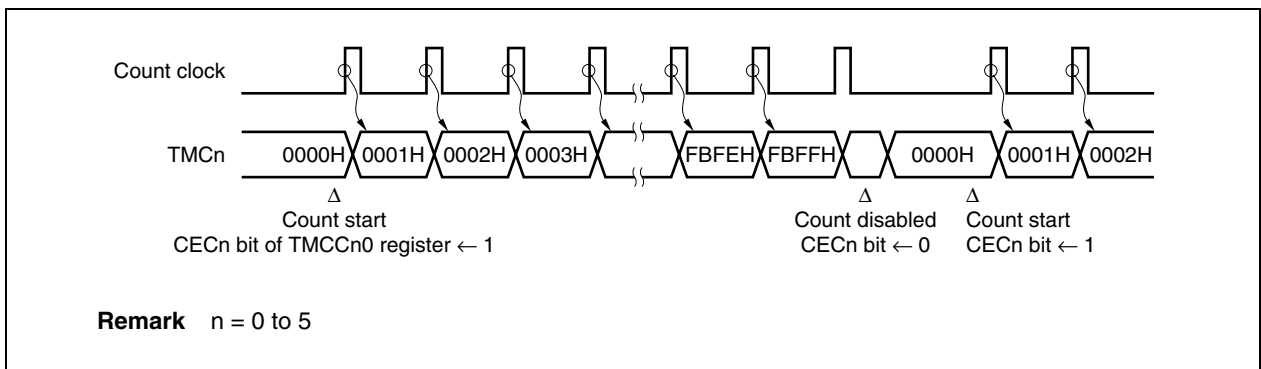 Count clock
TMCn 0000H 0001H 0002H 0003H FBFEH FBFFH 0000H 0001H 0002H
Δ Δ Δ
Count start Count disabled Count start
CECn bit of TMCCn0 register ← 1 CECn bit ← 0 CECn bit ← 1
Remark n = 0 to 5